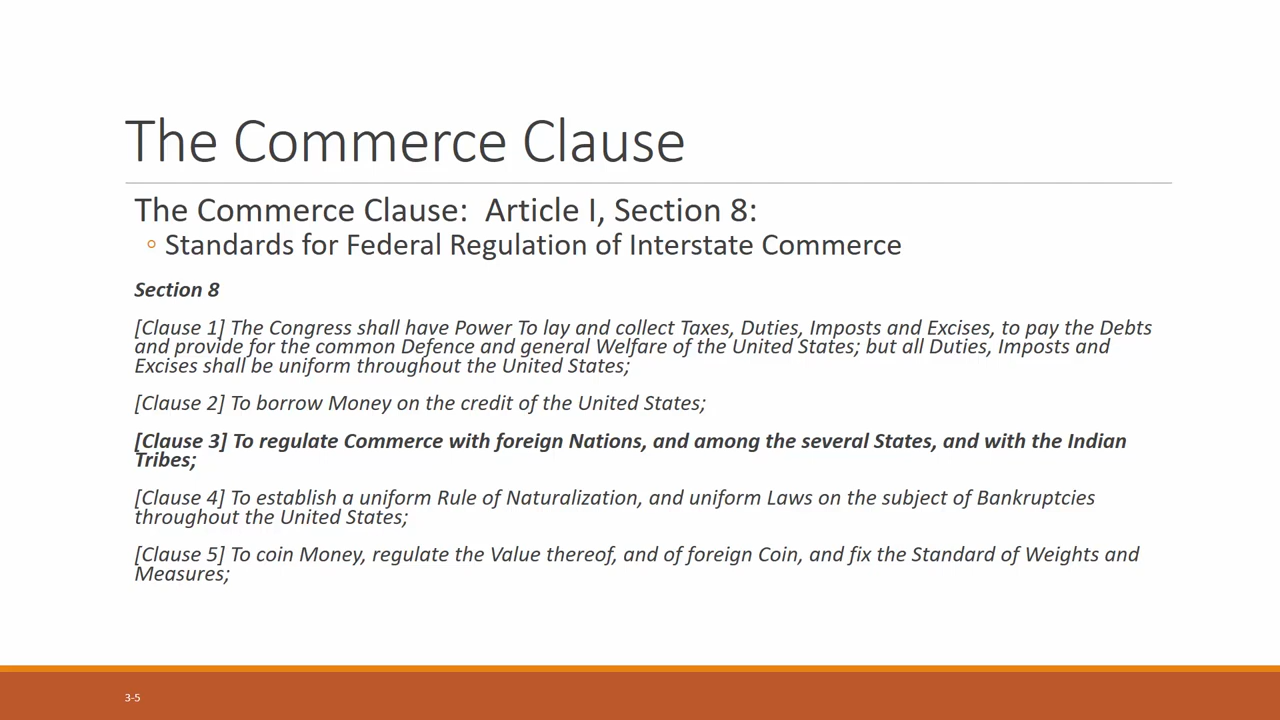 The Commerce Clause
The Commerce Clause:  Article I, Section 8:
◦ Standards for Federal Regulation of Interstate Commerce
Section 8
[Clause 1] The Congress shall have Power To lay and collect Taxes, Duties, Imposts and Excises, to pay the Debts
and provide for the common Defence and general Welfare of the United States; but all Duties, Imposts and
Excises shall be uniform throughout the United States;
[Clause 2] To borrow Money on the credit of the United States;
[Clause 3] To regulate Commerce with foreign Nations, and among the several States, and with the Indian
Tribes;
[Clause 4] To establish a uniform Rule of Naturalization, and uniform Laws on the subject of Bankruptcies
throughout the United States;
[Clause 5] To coin Money, regulate the Value thereof, and of foreign Coin, and fix the Standard of Weights and
Measures;
3-5